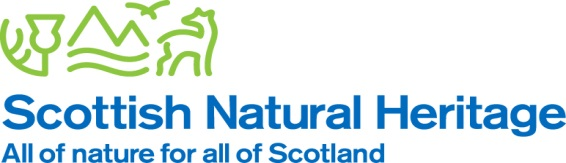 Scottish Natural Heritage
All of nature for all of Scotland